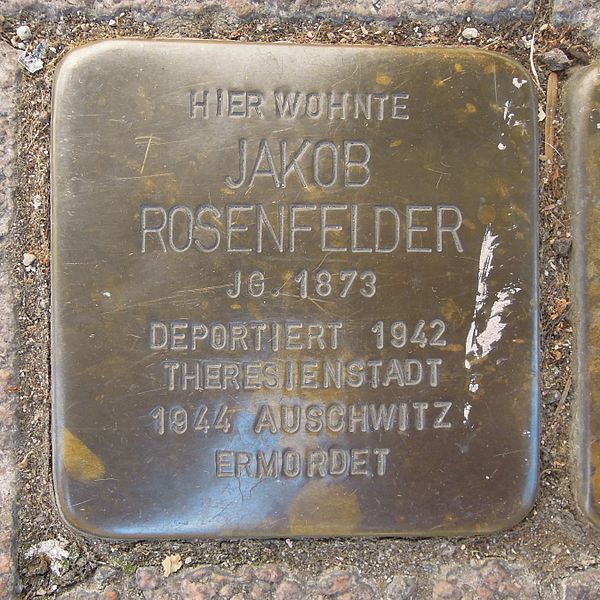 HIER WOHNTE
JAKOB
ROSENFELDER
JG. 1873
DEPORTIERT 1942
THERESIENSTADT
1944 AUSCHWITZ
ERMORDET